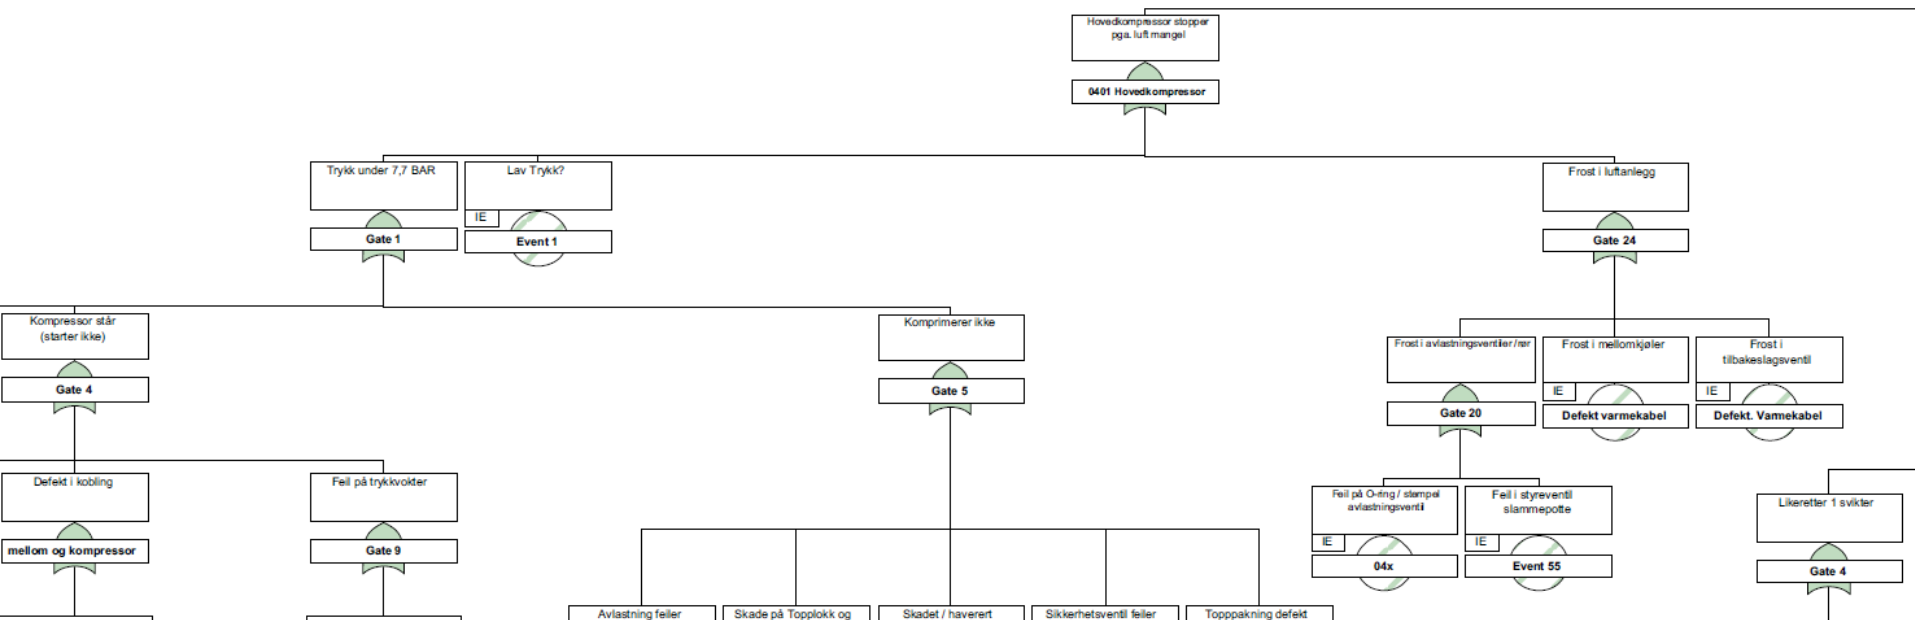 Hovedkompressor stopper
pga. luft mangel
0401 Hovedkompressor
Trykk under 7,7 BAR
Gate 1
Lav Trykk?
IE
Event 1
Frost i luftanlegg
Gate 24
Kompressor står
(starter ikke)
Gate 4
Komprimerer ikke
Gate 5
Frost i avlastningsventiler /rør
Gate 20
Frost i mellomkjøler
IE
Defekt varmekabel
Frost i
tilbakeslagsventil
IE
Defekt. Varmekabel
Defekt i kobling
mellom og kompressor
Feil på trykkvokter
Gate 9
Feil på O-ring / stempel
avlastningsventil
IE
04x
Feil i styreventil
slammepotte
IE
Event 55
Likeretter 1 svikter
Gate 4
Avlastning feiler
Skade på Topplokk og
Skadet / haverert
Sikkerhetsventil feiler
Topppakning defekt